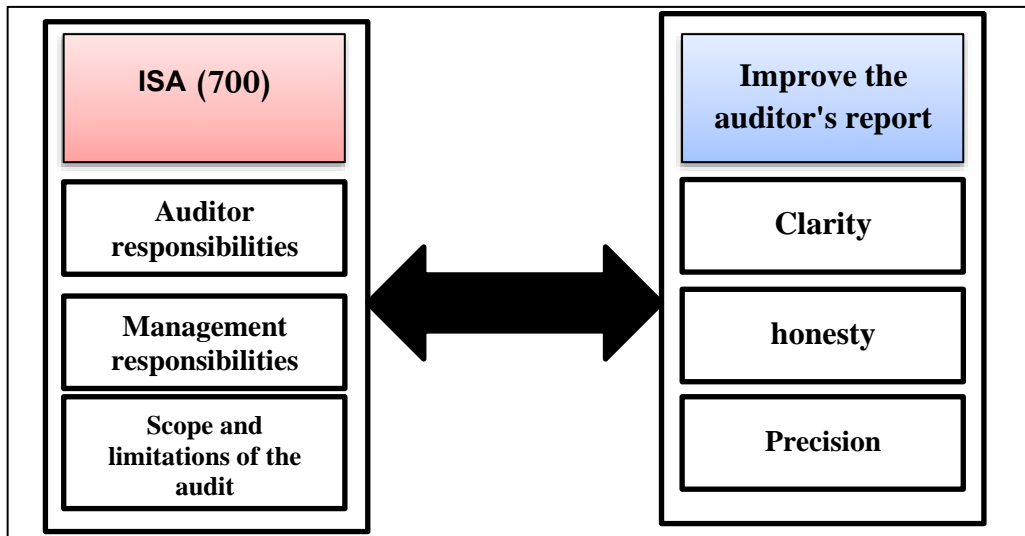 ISA (700)
Auditor
responsibilities
Management
responsibilities
Scope and
limitations of the
audit
Improve the
auditor's report
Clarity
honesty
Precision